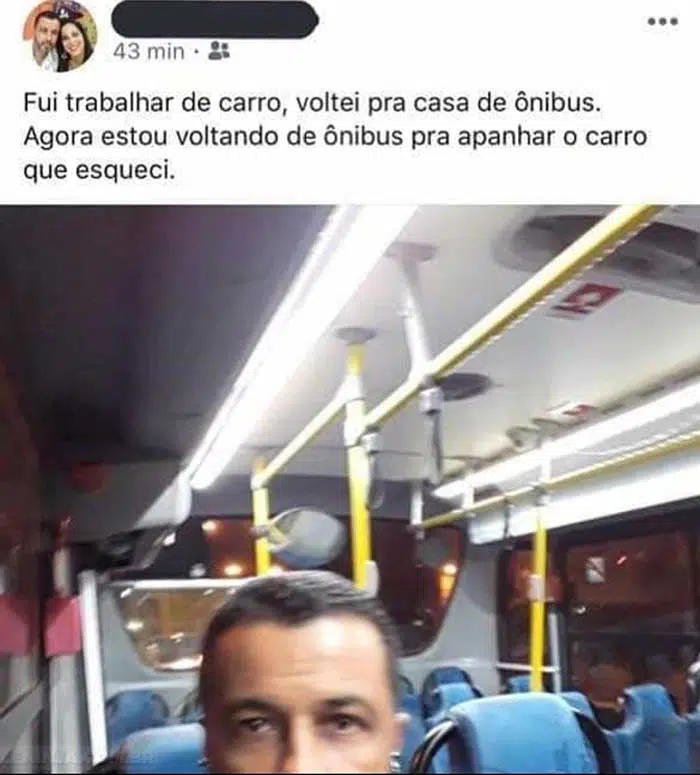 43 min
Fui trabalhar de carro, voltei pra casa de ônibus.
Agora estou voltando de ônibus pra apanhar o carro
que esqueci.